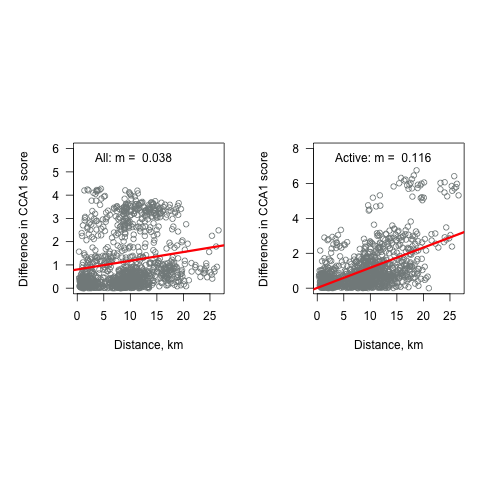 All: m =  0.038
Difference in CCA1 score
0
1
2
3
4
5
6
0 5 10 15 20 25
Distance, km
Active: m =  0.116
Difference in CCA1 score
0
2
4
6
8
0 5 10 15 20 25
Distance, km